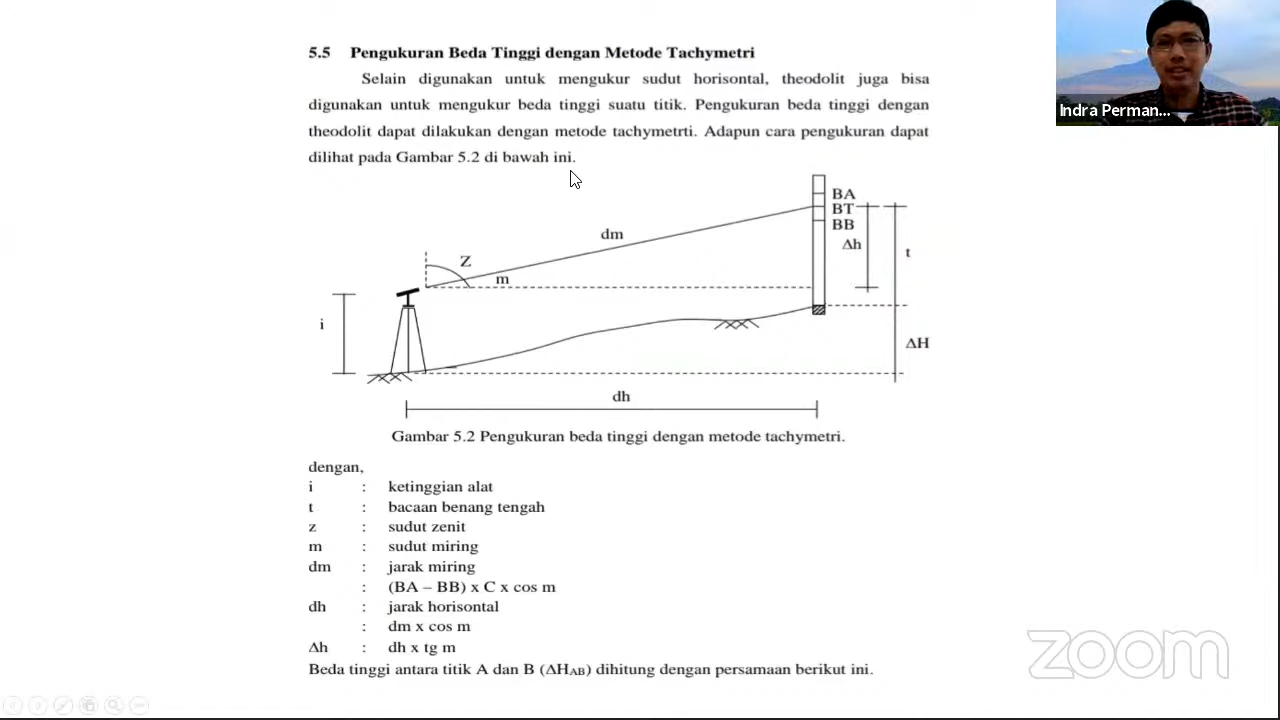 5.5 Pengukuran Beda Tinggi dengan Metode Tachymetri
Selain digunakan untuk mengukur sudut horisontal, theodolit juga bisa
digunakan untuk mengukur beda tinggi suatu titik. Pengukuran beda tinggi dengan
theodolit dapat dilakukan dengan metode tachymetrti. Adapun cara pengukuran dapat
dilihat pada Gambar 5.2 di bawah ini.
Indra Perman...
BA
BT
BB
dm
Δh
t
Z
m
i
ΔH
dh
Gambar 5.2 Pengukuran beda tinggi dengan metode tachymetri.
dengan,
i : ketinggian alat
t : bacaan benang tengah
z : sudut zenit
m : sudut miring
dm : jarak miring
: (BA – BB) x C x cos m
dh : jarak horisontal
: dm x cos m
Δh : dh x tg m
Beda tinggi antara titik A dan B (ΔHAB) dihitung dengan persamaan berikut ini.
zoom